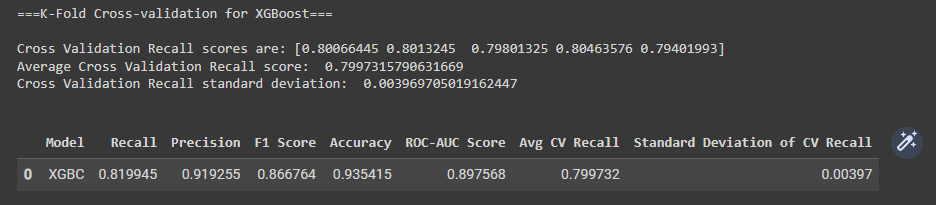 ===K-Fold Cross-validation for XGBoost===
Cross Validation Recall scores are: [0.80066445 0.8013245  0.79801325 0.80463576 0.79401993]
Average Cross Validation Recall score:  0.7997315790631669
Cross Validation Recall standard deviation:  0.003969705019162447
Model Recall Precision F1 Score Accuracy ROC-AUC Score Avg CV Recall Standard Deviation of CV Recall
0 XGBC 0.819945 0.919255 0.866764 0.935415 0.897568 0.799732 0.00397